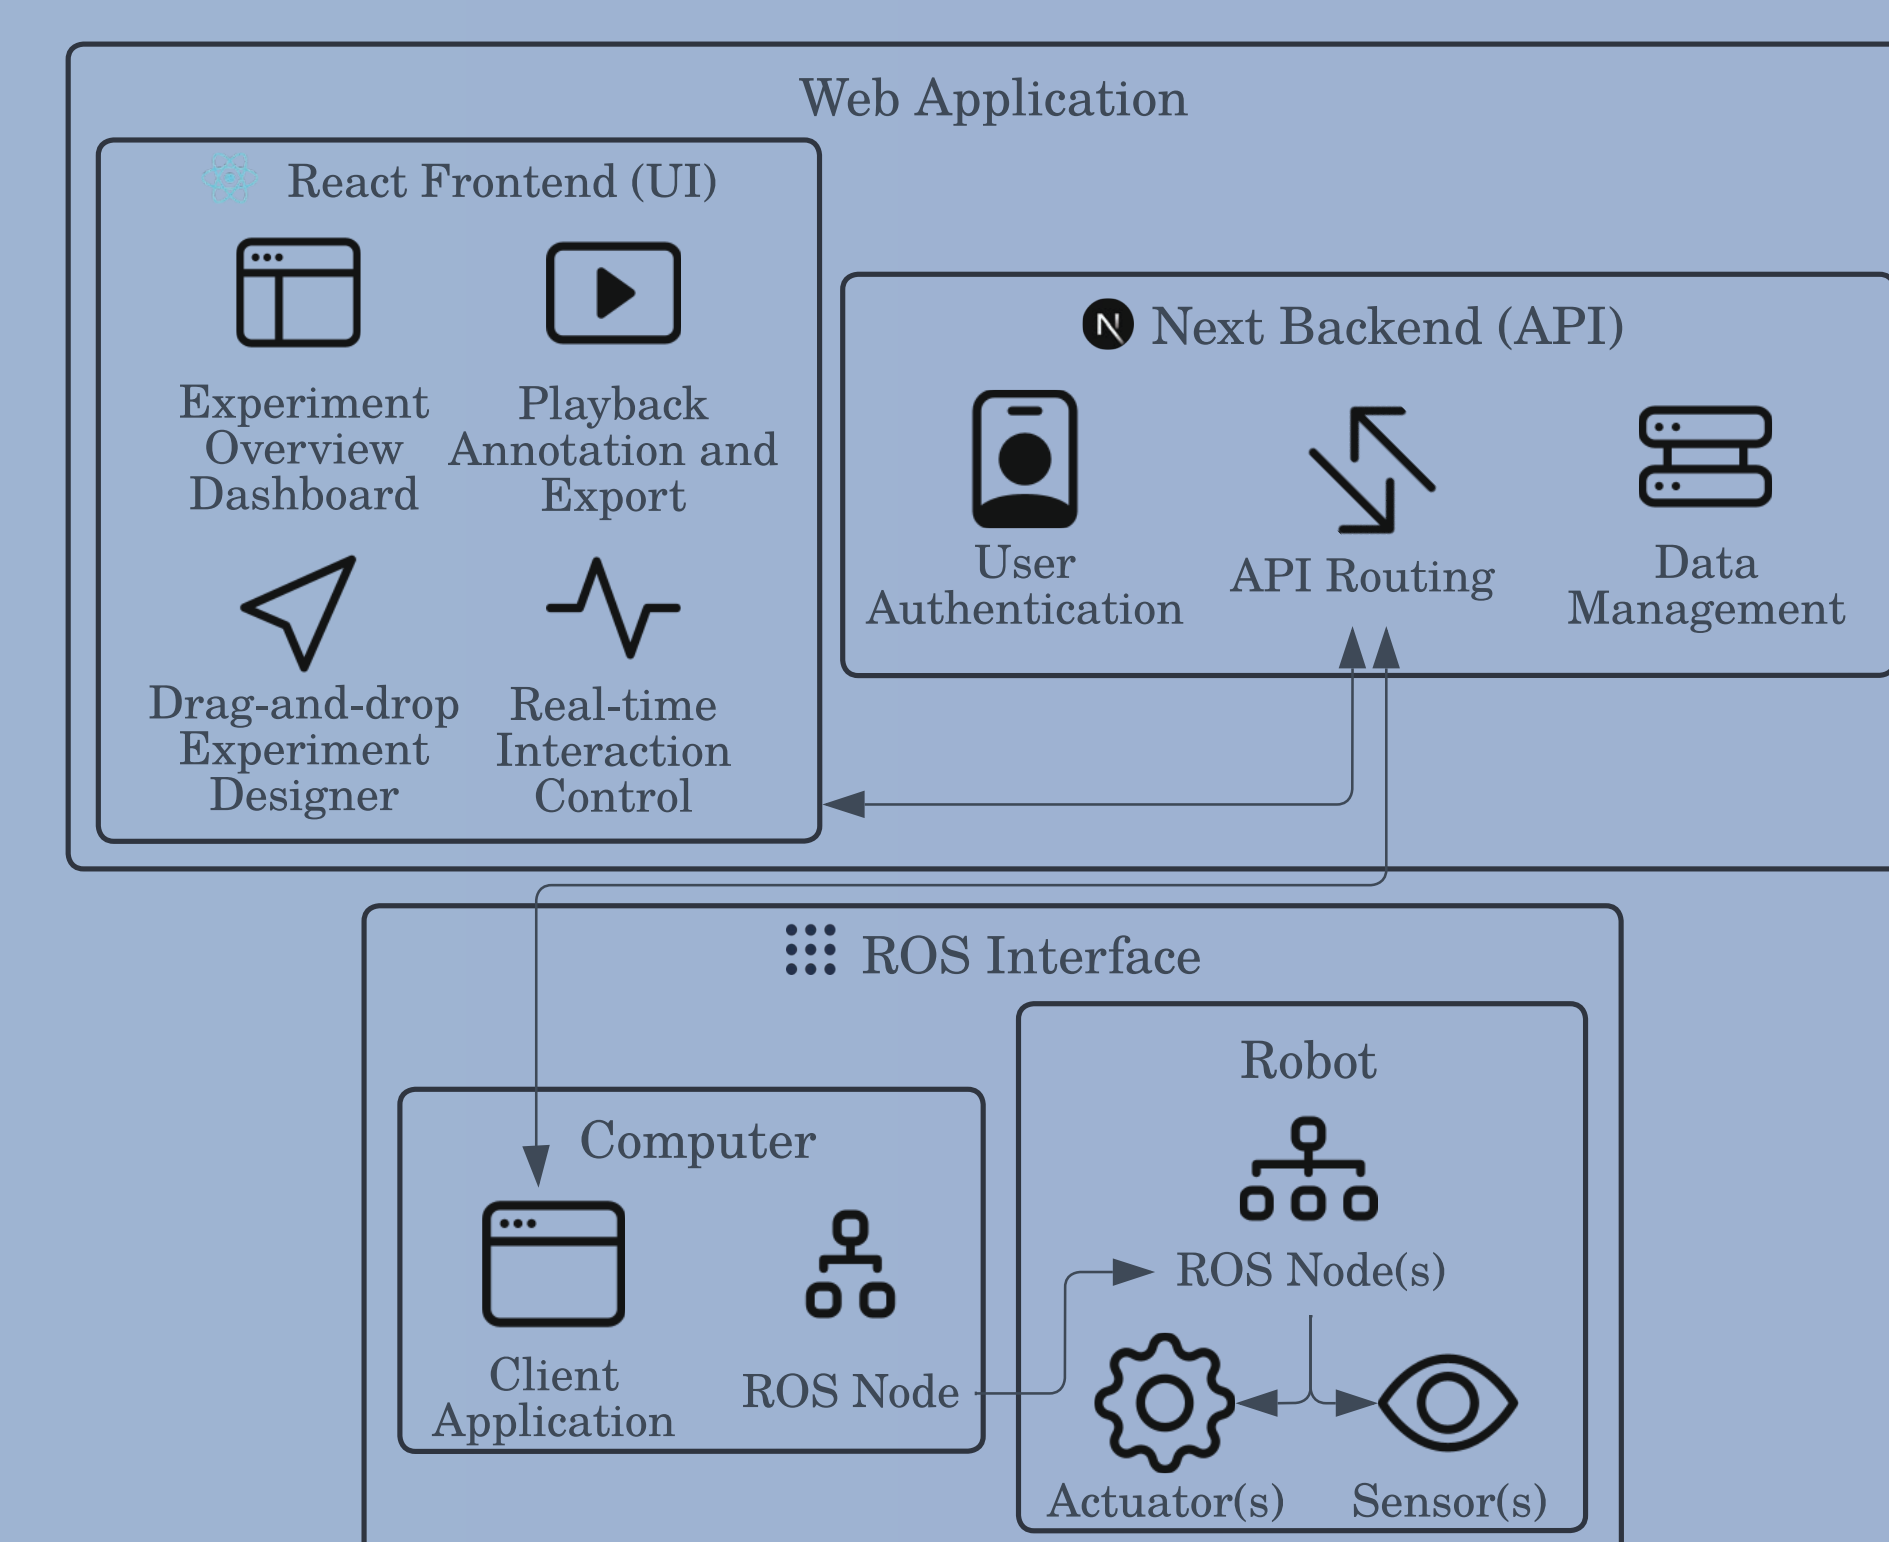 Web Application
React Frontend (UI)
Experiment
Overview
Dashboard
Playback
Annotation and
Export
Drag-and-drop
Experiment
Designer
Real-time
Interaction
Control
N Next Backend (API)
User
Authentication
API Routing
Data
Management
ROS Interface
Computer
Client
Application
ROS Node
Robot
ROS Node(s)
Actuator(s)
Sensor(s)